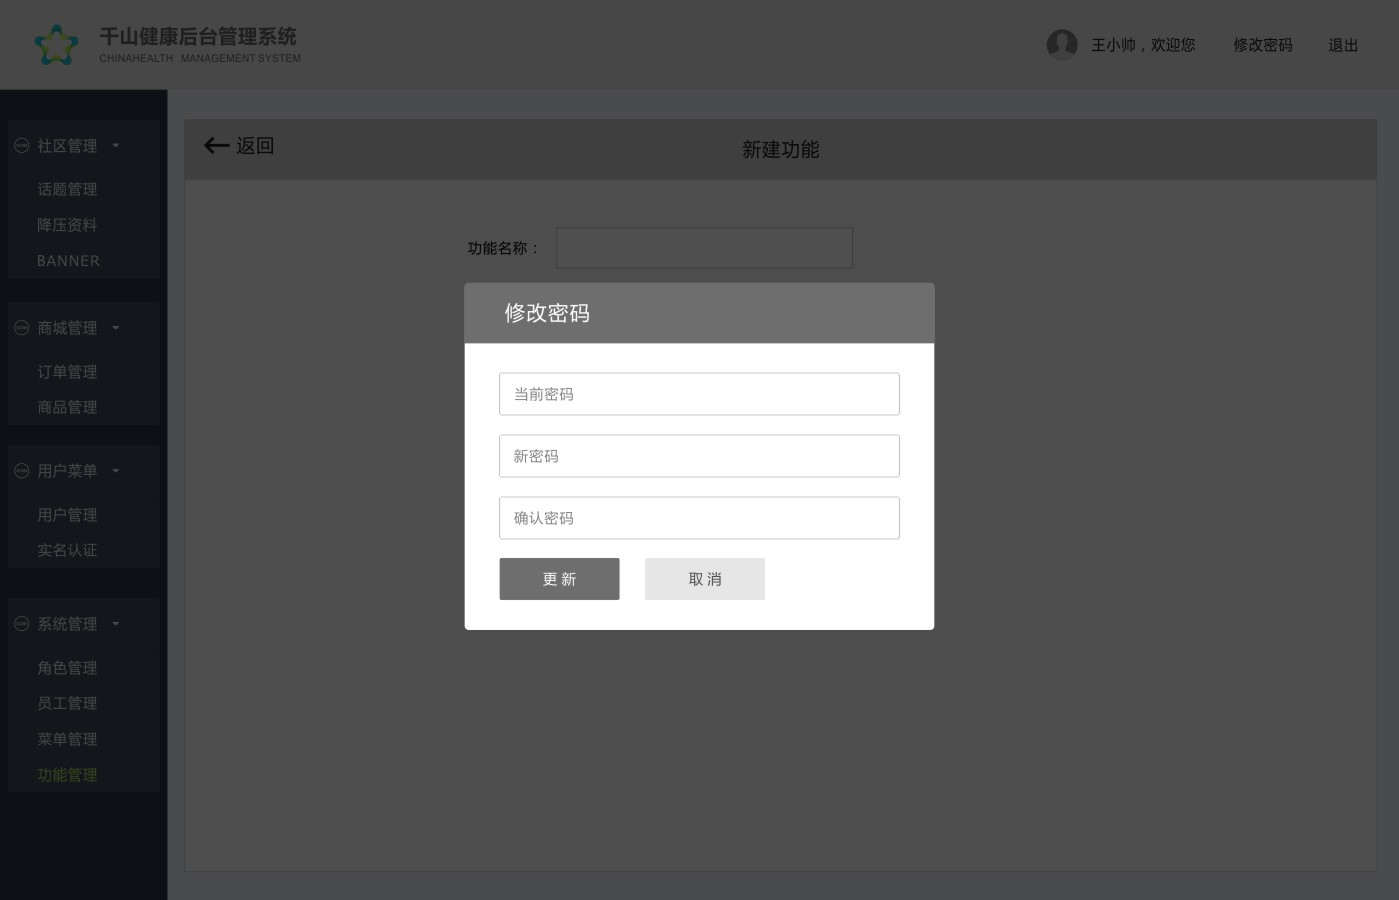 千山健康后台管理系统
CHINAHEALTH MANAGEMENT SYSTEM
王小帅，欢迎您
修改密码
退出
社区管理
话题管理
降压资料
BANNER
商城管理
订单管理
商品管理
用户菜单
用户管理
实名认证
系统管理
角色管理
员工管理
菜单管理
功能管理
返回
新建功能
功能名称：
修改密码
当前密码
新密码
确认密码
更新
取消